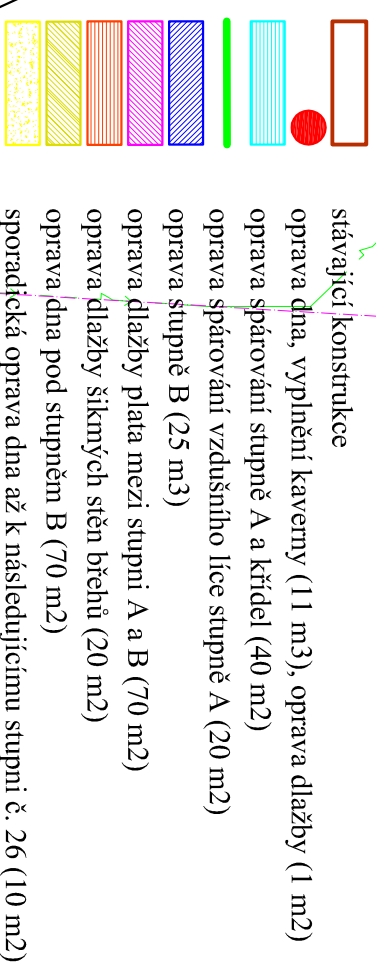 stávající konstrukce
oprava dna, vyplnění kaverny (11 m3), oprava dlažby (1 m2)
oprava spárování stupně A a křídel (40 m2)
oprava spárování vzdušního líce stupně A (20 m2)
oprava stupně B (25 m3)
oprava dlažby plata mezi stupni A a B (70 m2)
oprava dlažby šikmých stěn břehů (20 m2)
oprava dna pod stupněm B (70 m2)
sporadická oprava dna až k následujícímu stupni č. 26 (10 m2)